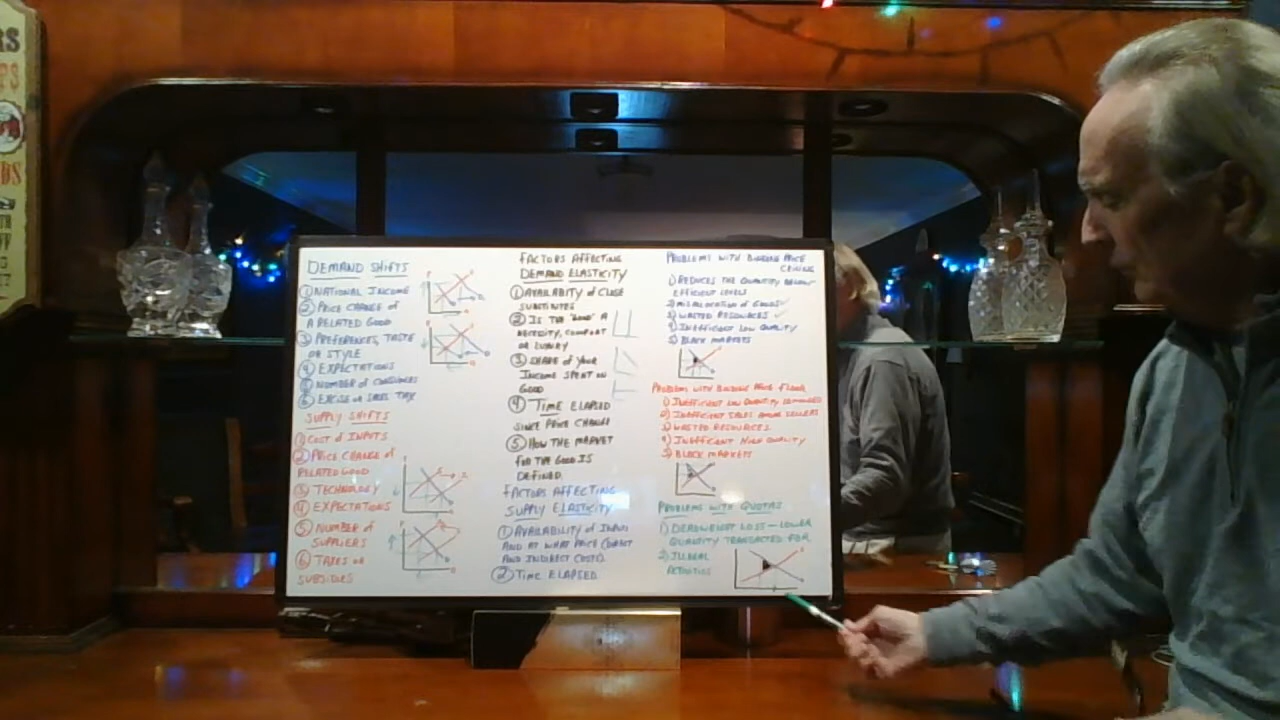 DEMAND SHIFTS
① NATIONAL INCOME
② PRICE CHANGE of
A RELATED GOOD
③ PREFERENCES, TASTE
OR STYLE
④ EXPECTATIONS
⑤ NUMBER of CONSUMERS
⑥ EXCISE OR SALES TAX
SUPPLY SHIFTS
① COST of INPUTS
② PRICE CHANGE of
RELATED GOOD
③ TECHNOLOGY
④ EXPECTATIONS
⑤ NUMBER of
SUPPLIERS
⑥ TAXES OR
FACTORS AFFECTING
DEMAND ELASTICITY
① of CLOSE
② IS THE "GOOD" A
NECESSITY, COMFORT
OR LUXURY
③ SHARE of YOUR
INCOME SPENT ON
GOOD
④ TIME ELAPSED
SINCE PRICE CHANGE
⑤ HOW THE MARKET
FOR THE GOOD IS
DEFINED.
FACTORS AFFECTING
SUPPLY ELASTICITY
① AVAILABILITY of INPUTS
AND AT WHAT PRICE (DIRECT
AND INDIRECT COSTS)
② TIME ELAPSED
PROBLEMS WITH BINDING PRICE
CEILING
1) REDUCES THE QUANTITY BELOW
EFFICIENT LEVELS
2) MISALLOCATION of GOODS
3) WASTED RESOURCES
4) INEFFICIENT LOW QUALITY
5) BLACK MARKETS
PROBLEMS WITH BINDING PRICE FLOOR
1) INEFFICIENT LOW QUANTITY
2) INEFFICIENT SALES AMONG SELLERS
3) WASTED RESOURCES
4) INEFFICIENT HIGH QUALITY
5) BLACK MARKETS
PROBLEMS WITH QUOTAS
1) DEADWEIGHT LOSS - LOWER
QUANTITY TRANSACTED FOR
2) ILLEGAL
ACTIVITIES